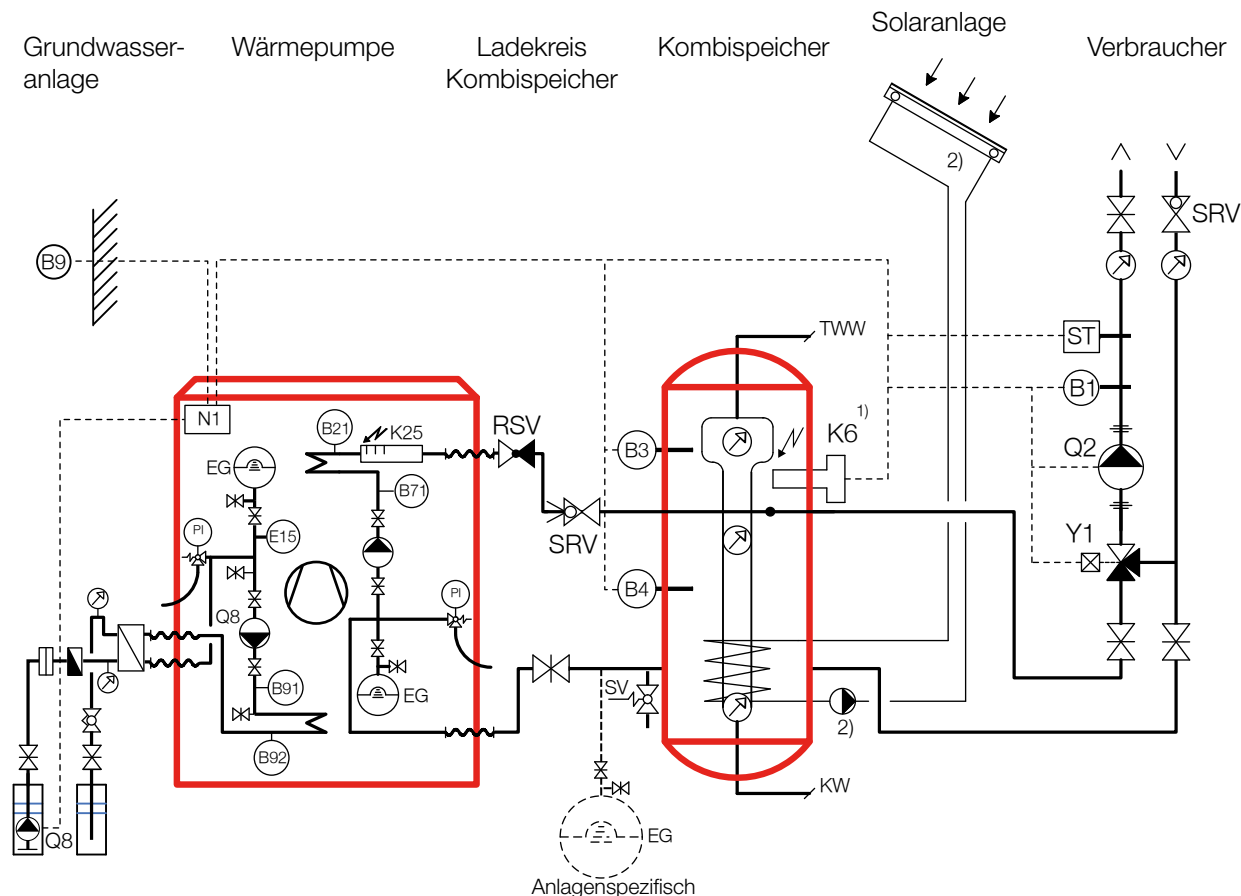 Grundwasser-
anlage
Wärmepumpe
Ladekreis
Kombispeicher
Kombispeicher
Solaranlage
Verbraucher
2)
SRV
B9
TWW
ST
N1
B1
B21
K25
RSV
B3
K6 1)
Q2
EG
B71
PI
E15
SRV
Y1
B4
PI
Q8
B91
EG
SV
2)
B92
KW
Q8
EG
Anlagenspezifisch